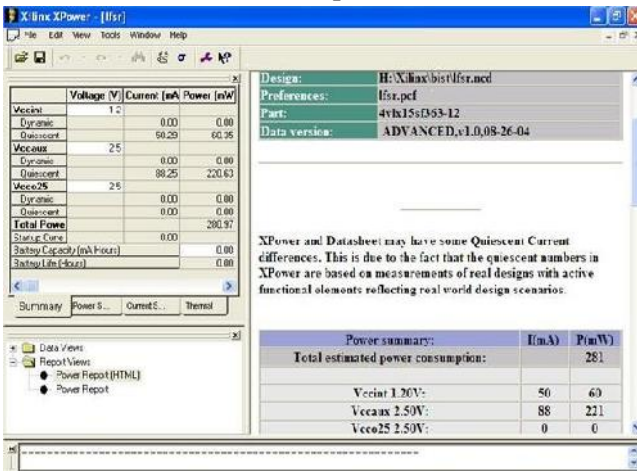 Xilinx XPower - [lfsr]
File Edit View Tools Window Help
Voltage (V) Current (mA Power (mW)
Vccint 1.2
Dynamic 0.00 0.00
Quiescent 50.29 60.35
Vccaux 2.5
Dynamic 0.00 0.00
Quiescent 88.25 220.63
Vcco25 2.5
Dynamic 0.00 0.00
Quiescent 0.00 0.00
Total Powe 280.97
Startup Curre 0.00
Battery Capacity (mA Hours) 0.00
Battery Life (Hours) 0.00
Summary Power S... Current S... Thermal
Data Views
Report Views
Power Report (HTML)
Power Report
Design: H:\Xilinx\bist\lfsr.ncd
Preferences: lfsr.pcf
Part: 4vlx15sf363-12
Data version: ADVANCED,v1.0,08-26-04
XPower and Datasheet may have some Quiescent Current
differences. This is due to the fact that the quiescent numbers in
XPower are based on measurements of real designs with active
functional elements reflecting real world design scenarios.
Power summary: I(mA) P(mW)
Total estimated power consumption: 281
Vccint 1.20V: 50 60
Vccaux 2.50V: 88 221
Vcco25 2.50V: 0 0